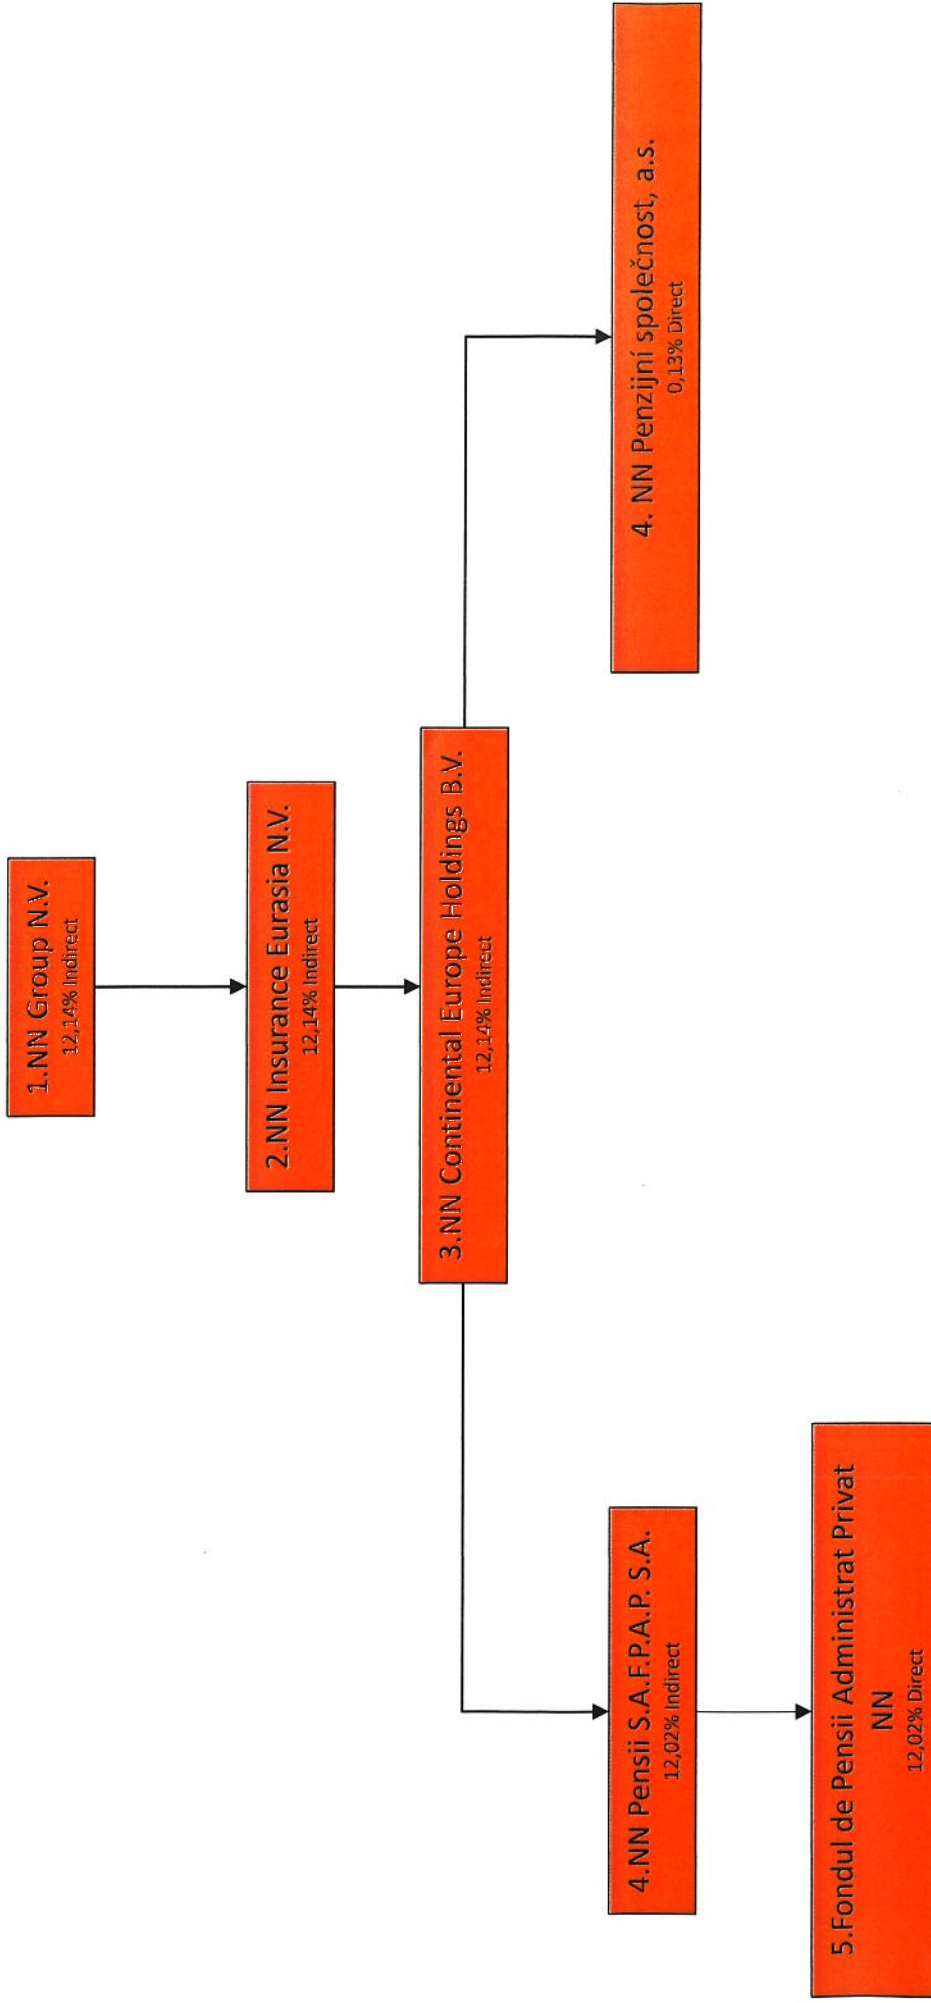 1.NN Group N.V.
12,14% Indirect
2.NN Insurance Eurasia N.V.
12,14% Indirect
3.NN Continental Europe Holdings B.V.
12,14% Indirect
4.NN Pensii S.A.F.P.A.P. S.A.
12,02% Indirect
4. NN Penzijní společnost, a.s.
0,13% Direct
5.Fondul de Pensii Administrat Privat
NN
12,02% Direct